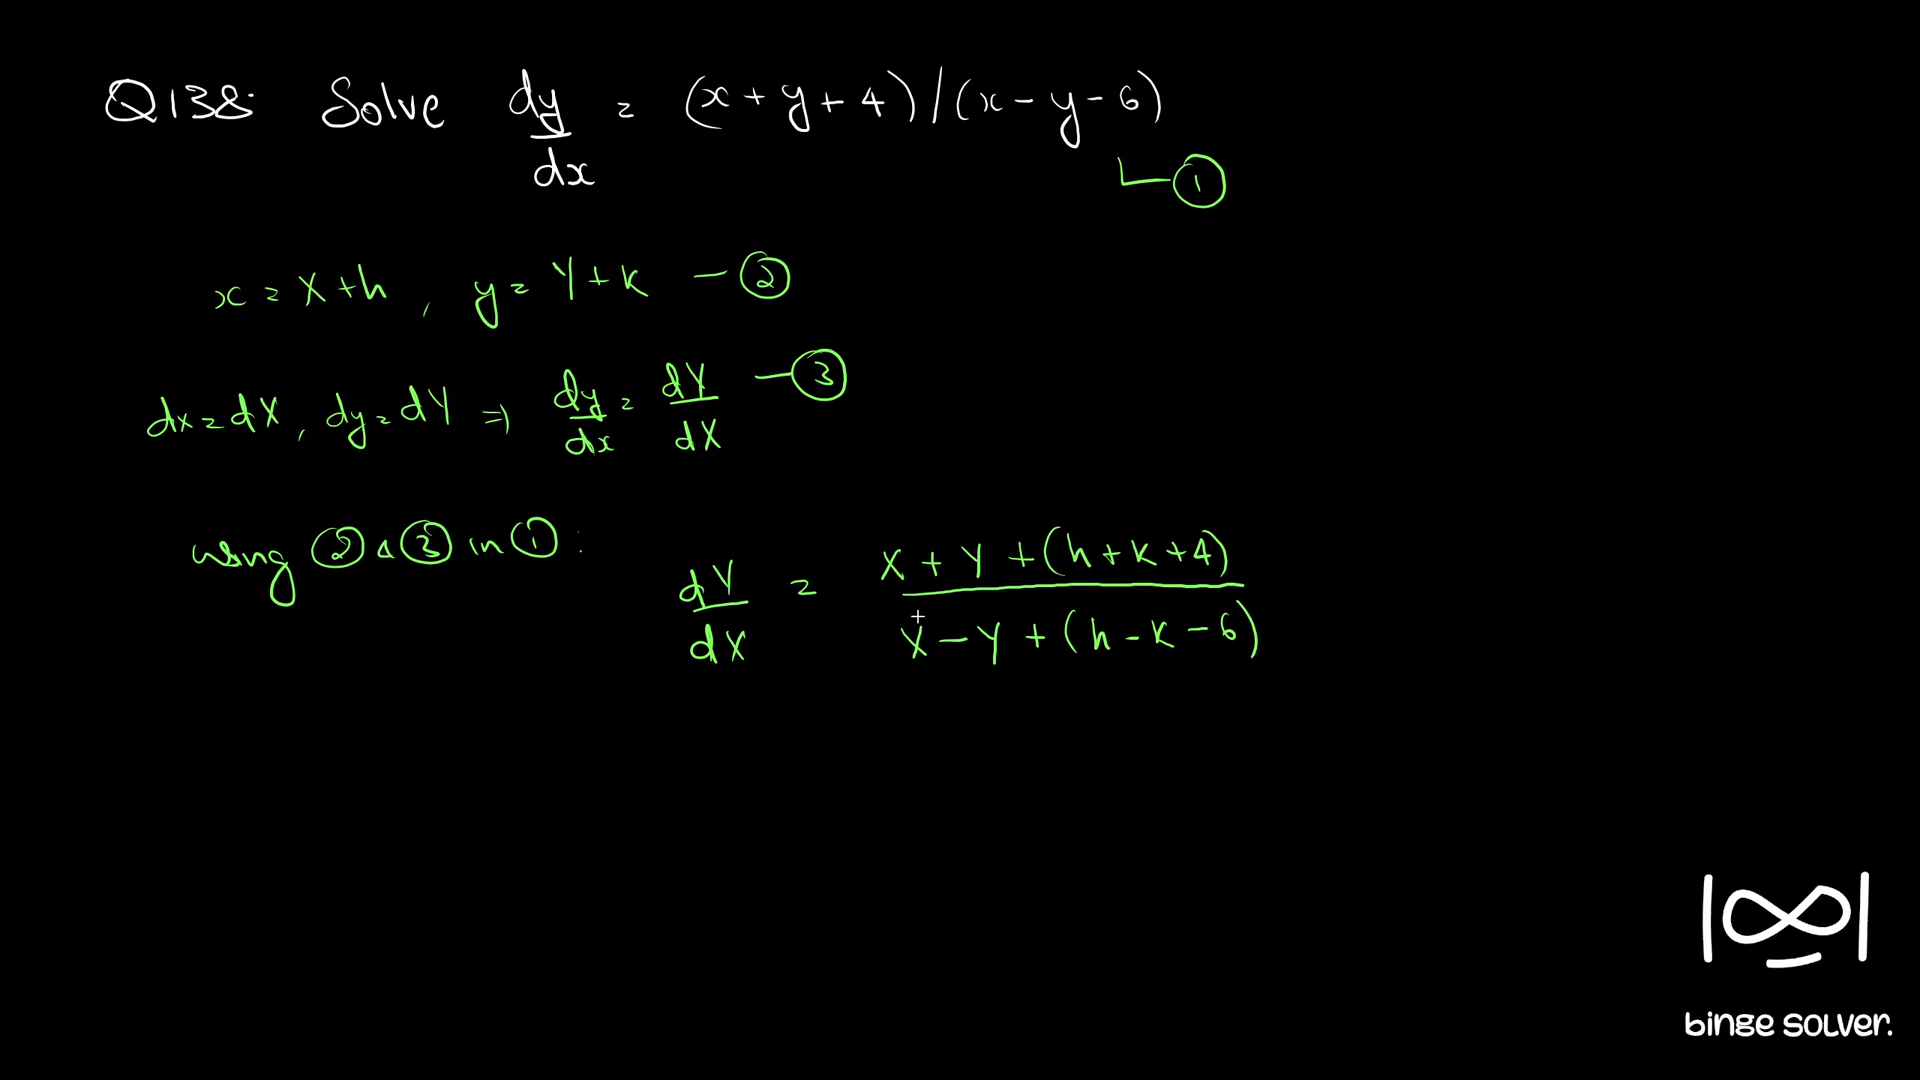 Q138. Solve dy/dx = (x+y+4)/(x-y-6)
①
x = X+h, y = Y+k — ②
dx = dX, dy = dY ⇒ dy/dx = dY/dX — ③
using ② & ③ in ①:
dY/dX = X + Y + (h+k+4) / X - Y + (h-k-6)
binge solver.